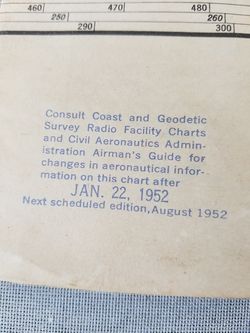 460 470 480
250 260
290 300
Consult Coast and Geodetic
Survey Radio Facility Charts
and Civil Aeronautics Admin-
istration Airman's Guide for
changes in aeronautical infor-
mation on this chart after
JAN. 22, 1952
Next scheduled edition, August 1952